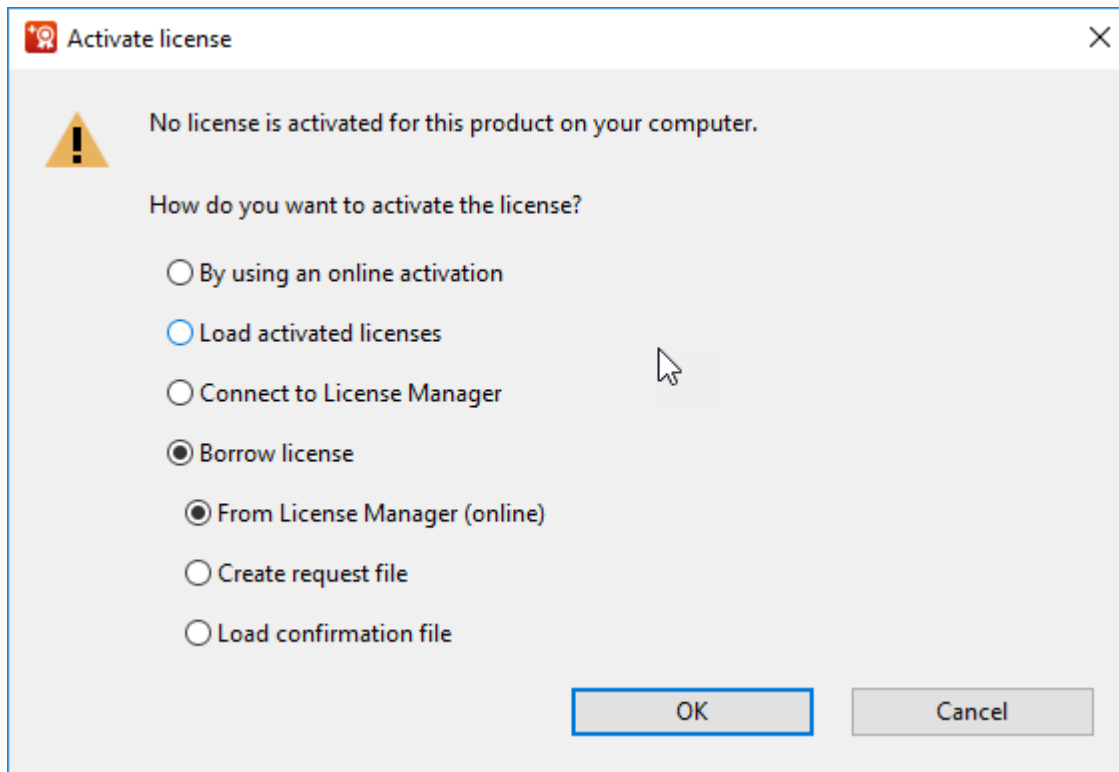 Activate license
No license is activated for this product on your computer.
How do you want to activate the license?
By using an online activation
Load activated licenses
Connect to License Manager
Borrow license
From License Manager (online)
Create request file
Load confirmation file
OK
Cancel